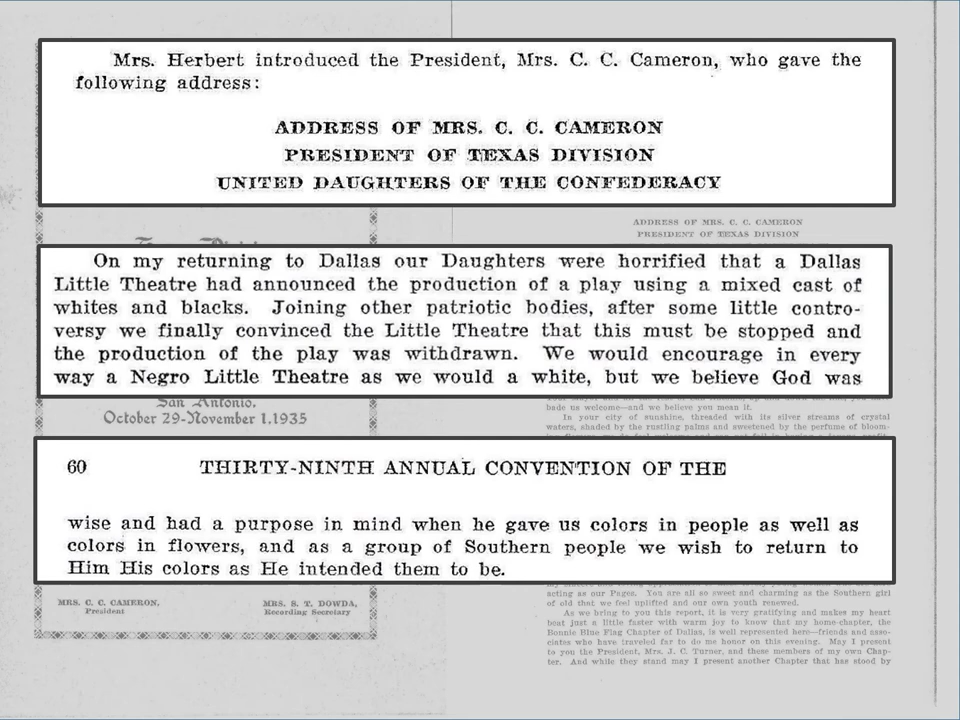 Mrs. Herbert introduced the President, Mrs. C. C. Cameron, who gave the
following address:
ADDRESS OF MRS. C. C. CAMERON
PRESIDENT OF TEXAS DIVISION
UNITED DAUGHTERS OF THE CONFEDERACY
ADDRESS OF MRS. C. C. CAMERON
PRESIDENT OF TEXAS DIVISION
On my returning to Dallas our Daughters were horrified that a Dallas
Little Theatre had announced the production of a play using a mixed cast of
whites and blacks. Joining other patriotic bodies, after some little contro-
versy we finally convinced the Little Theatre that this must be stopped and
the production of the play was withdrawn. We would encourage in every
way a Negro Little Theatre as we would a white, but we believe God was
San Antonio,
October 29-November 1, 1935
bade us welcome—and we believe you mean it.
In your city of sunshine, threaded with its silver streams of crystal
waters, shaded by the rustling palms and sweetened by the perfume of bloom-
60 THIRTY-NINTH ANNUAL CONVENTION OF THE
wise and had a purpose in mind when he gave us colors in people as well as
colors in flowers, and as a group of Southern people we wish to return to
Him His colors as He intended them to be.
MRS. C. C. CAMERON,
President
MRS. S. T. DOWDA,
Recording Secretary
acting as our Pages. You are all so sweet and charming as the Southern girl
of old that we feel uplifted and our own youth renewed.
As we bring to you this report, it is very gratifying and makes my heart
beat just a little faster with warm joy to know that my home-chapter, the
Bonnie Blue Flag Chapter of Dallas, is well represented here—friends and asso-
ciates who have traveled far to do me honor on this evening. May I present
to you the President, Mrs. J. C. Turner, and these members of my own Chap-
ter. And while they stand may I present another Chapter that has stood by